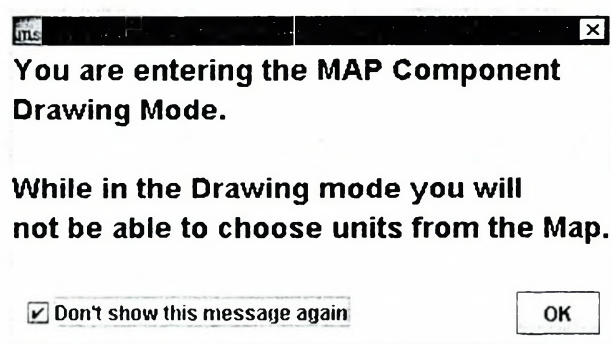 JTLS
You are entering the MAP Component
Drawing Mode.
While in the Drawing mode you will
not be able to choose units from the Map.
Don't show this message again
OK